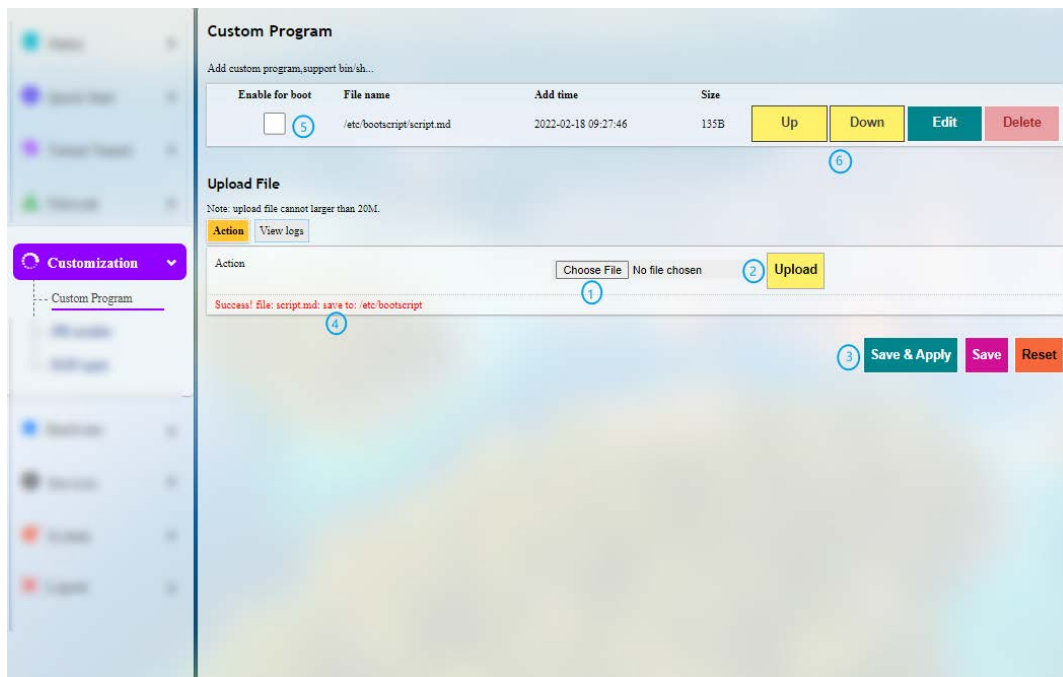 Custom Program
Add custom program,support bin/sh...
Enable for boot File name Add time Size
5 /etc/bootscript/script.md 2022-02-18 09:27:46 135B Up Down Edit Delete
6
Upload File
Note: upload file cannot larger than 20M.
Action View logs
Customization
Action Choose File No file chosen 2 Upload
1
Custom Program
Success! file: script.md: save to: /etc/bootscript
4
3 Save & Apply Save Reset